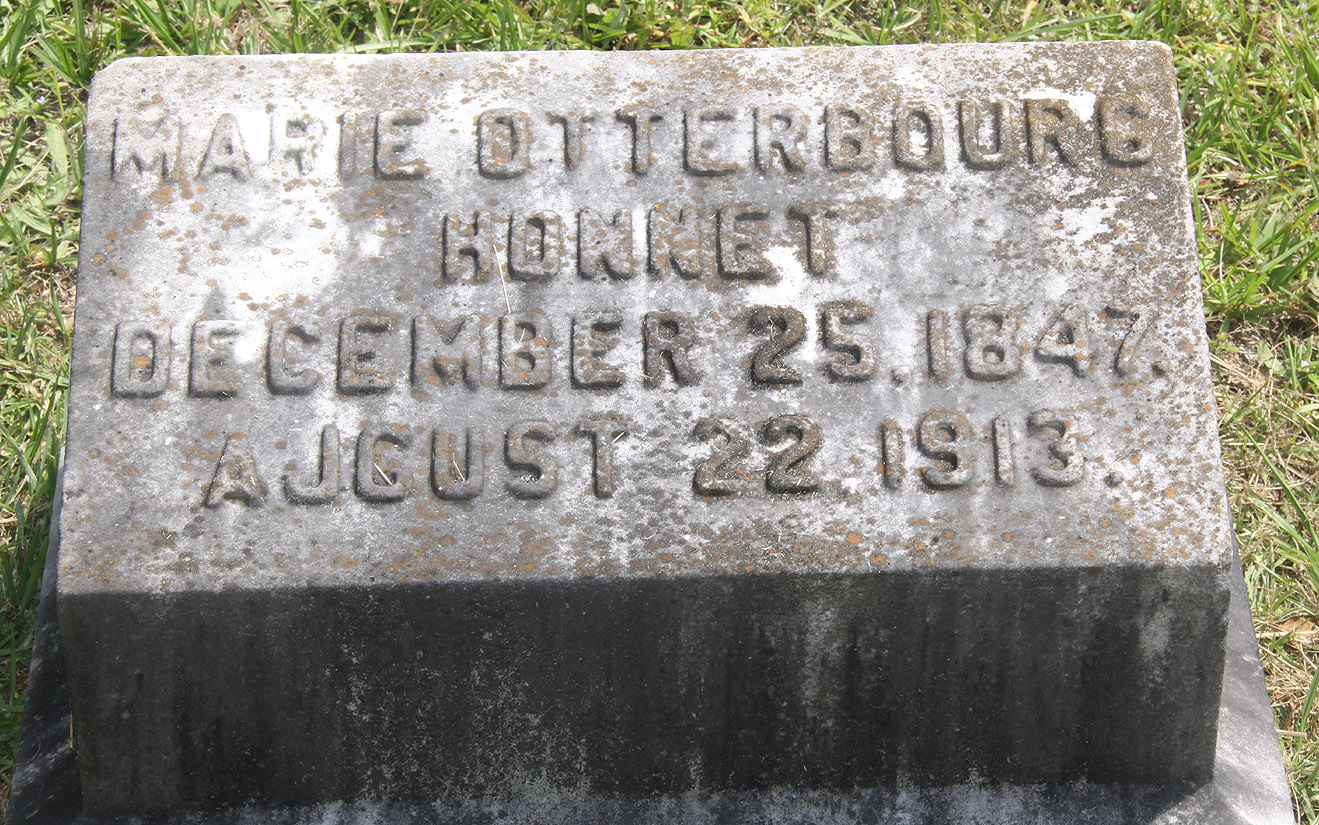 MARIE OTTERBOURG
HONNET
DECEMBER 25, 1847.
AUGUST 22, 1913.